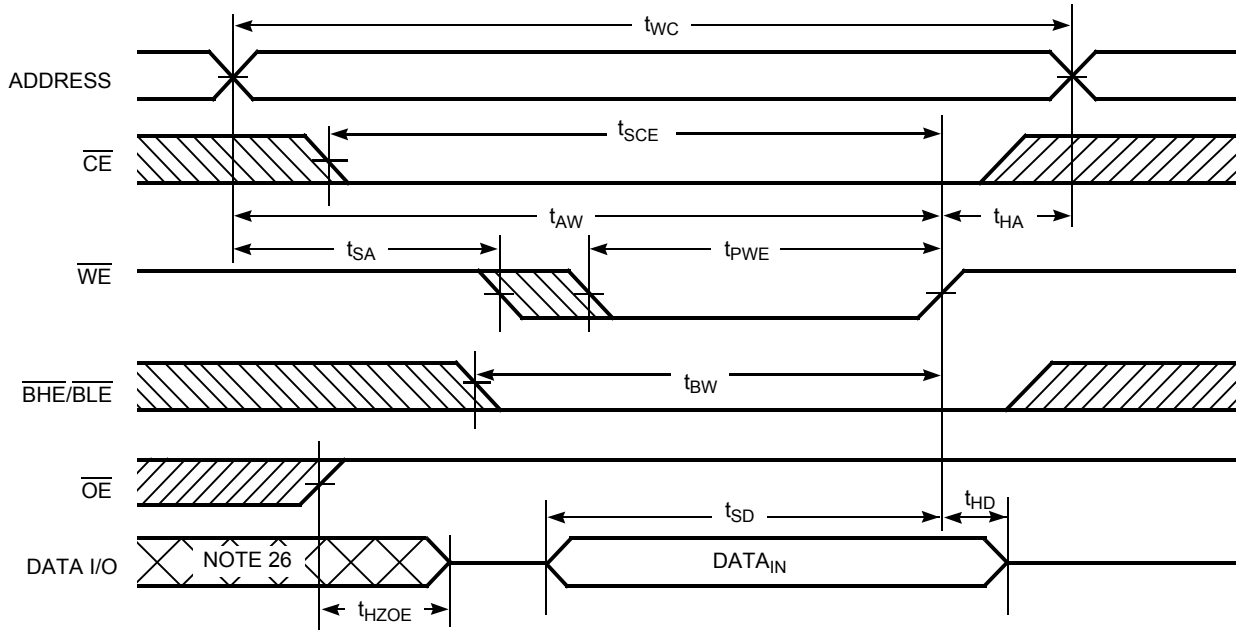 tWC
ADDRESS
tSCE
CE
tAW
tHA
tSA
tPWE
WE
tBW
BHE/BLE
OE
tSD
tHD
DATA I/O
NOTE 26
DATAIN
tHZOE